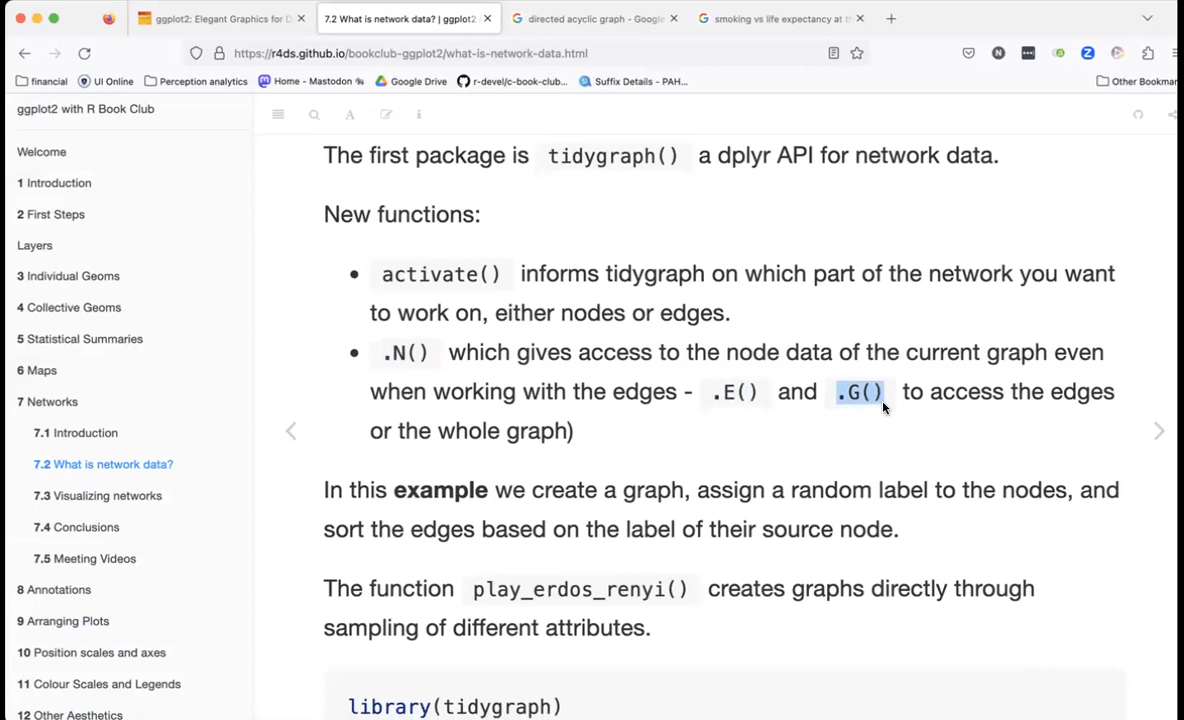 ggplot2: Elegant Graphics for D
7.2 What is network data? | ggplot2
directed acyclic graph - Google
smoking vs life expectancy at th
https://r4ds.github.io/bookclub-ggplot2/what-is-network-data.html
financial
UI Online
Perception analytics
Home - Mastodon
Google Drive
r-devel/c-book-club...
Suffix Details - PAH...
Other Bookmar
ggplot2 with R Book Club
Welcome
1 Introduction
2 First Steps
Layers
3 Individual Geoms
4 Collective Geoms
5 Statistical Summaries
6 Maps
7 Networks
7.1 Introduction
7.2 What is network data?
7.3 Visualizing networks
7.4 Conclusions
7.5 Meeting Videos
8 Annotations
9 Arranging Plots
10 Position scales and axes
11 Colour Scales and Legends
12 Other Aesthetics
The first package is tidygraph() a dplyr API for network data.
New functions:
• activate() informs tidygraph on which part of the network you want
to work on, either nodes or edges.
• .N() which gives access to the node data of the current graph even
when working with the edges - .E() and .G() to access the edges
or the whole graph)
In this example we create a graph, assign a random label to the nodes, and
sort the edges based on the label of their source node.
The function play_erdos_renyi() creates graphs directly through
sampling of different attributes.
library(tidygraph)